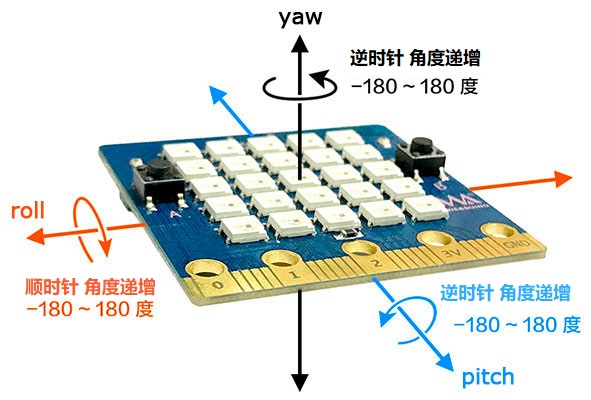 yaw
逆时针 角度递增
-180 ~ 180 度
roll
顺时针 角度递增
-180 ~ 180 度
A
B
0
1
2
3V
GND
逆时针 角度递增
-180 ~ 180 度
pitch